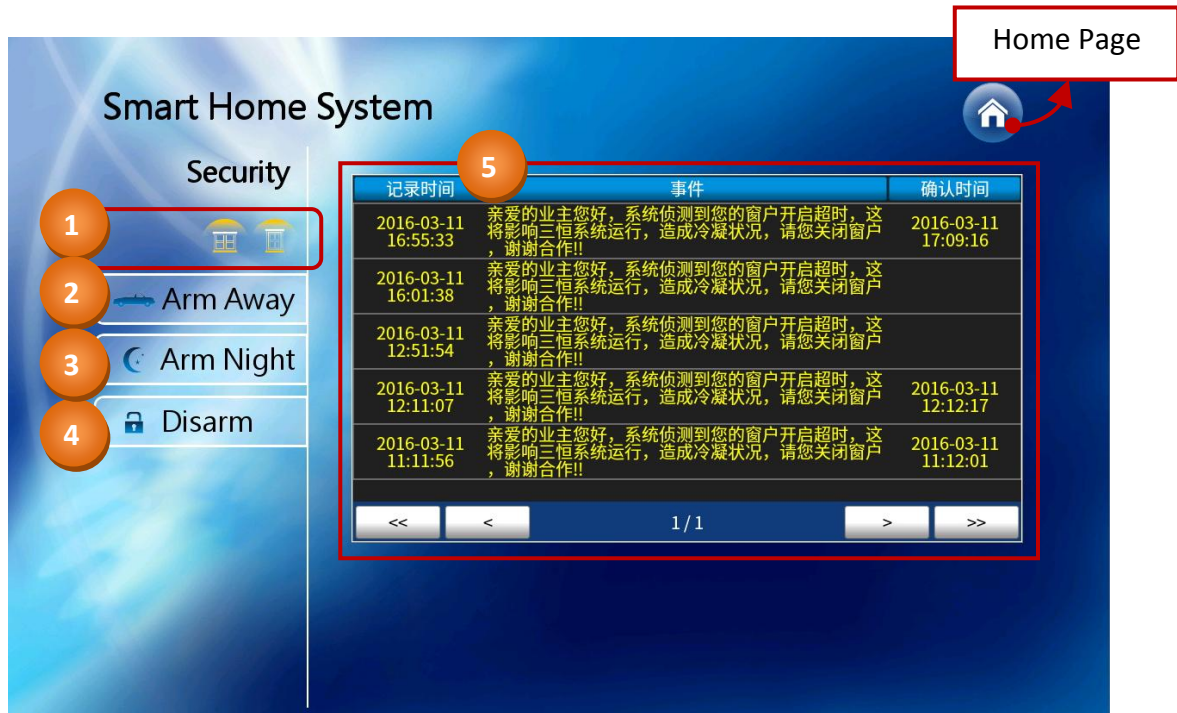 Home Page
Smart Home System
Security
1
2
Arm Away
3
Arm Night
4
Disarm
5
记录时间 事件 确认时间
2016-03-11
16:55:33
亲爱的业主您好，系统侦测到您的窗户开启超时，这
将影响三恒系统运行，造成冷凝状况，请您关闭窗户
，谢谢合作!!
2016-03-11
17:09:16
2016-03-11
16:01:38
亲爱的业主您好，系统侦测到您的窗户开启超时，这
将影响三恒系统运行，造成冷凝状况，请您关闭窗户
，谢谢合作!!
2016-03-11
12:51:54
亲爱的业主您好，系统侦测到您的窗户开启超时，这
将影响三恒系统运行，造成冷凝状况，请您关闭窗户
，谢谢合作!!
2016-03-11
12:11:07
亲爱的业主您好，系统侦测到您的窗户开启超时，这
将影响三恒系统运行，造成冷凝状况，请您关闭窗户
，谢谢合作!!
2016-03-11
12:12:17
2016-03-11
11:11:56
亲爱的业主您好，系统侦测到您的窗户开启超时，这
将影响三恒系统运行，造成冷凝状况，请您关闭窗户
，谢谢合作!!
2016-03-11
11:12:01
<< < 1/1 > >>